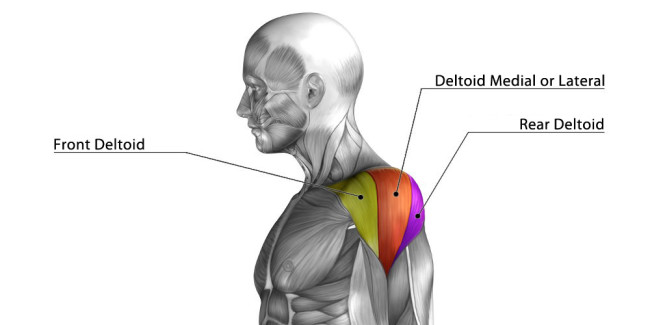 Deltoid Medial or Lateral
Rear Deltoid
Front Deltoid